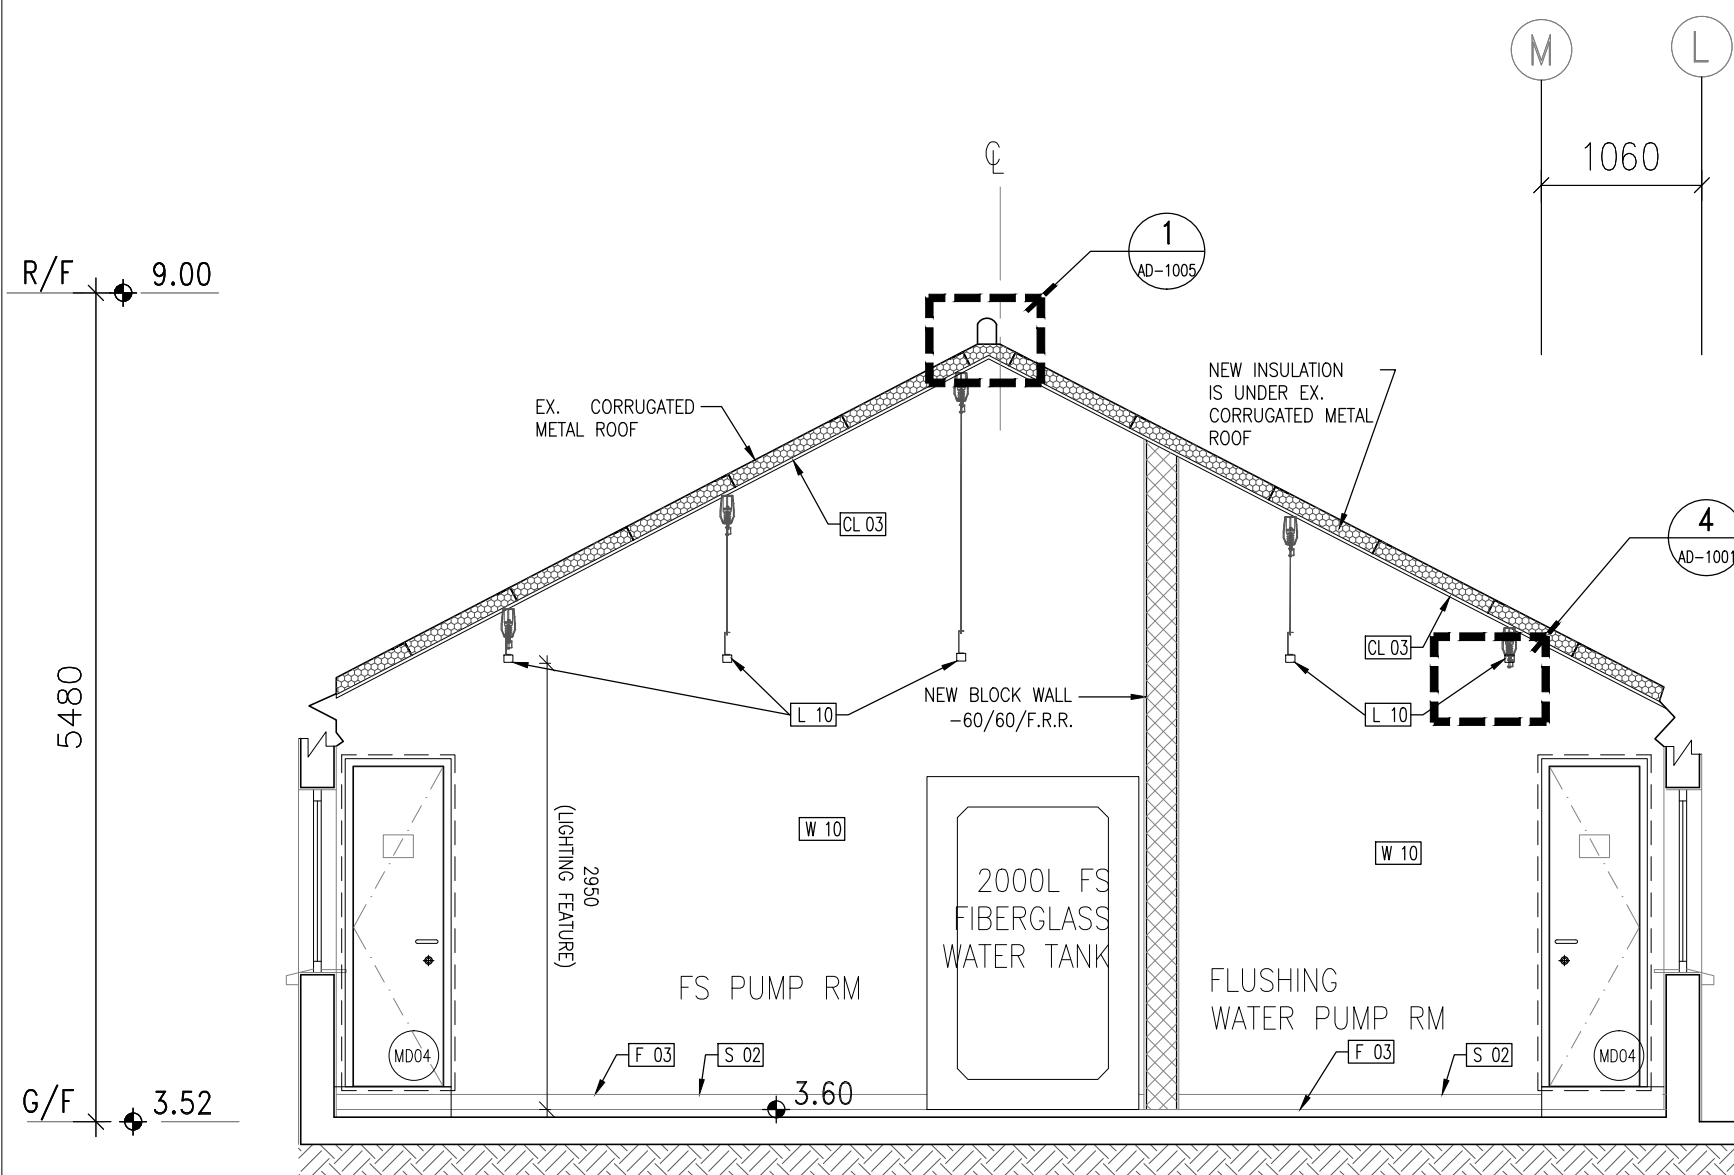 M
L
1060
℄
1
AD-1005
R/F
9.00
NEW INSULATION
IS UNDER EX.
CORRUGATED METAL
ROOF
EX. CORRUGATED
METAL ROOF
CL 03
4
AD-1001
CL 03
5480
NEW BLOCK WALL
-60/60/F.R.R.
L 10
L 10
W 10
W 10
2950
(LIGHTING FEATURE)
2000L FS
FIBERGLASS
WATER TANK
FS PUMP RM
FLUSHING
WATER PUMP RM
MD04
F 03
S 02
F 03
S 02
MD04
G/F
3.52
3.60